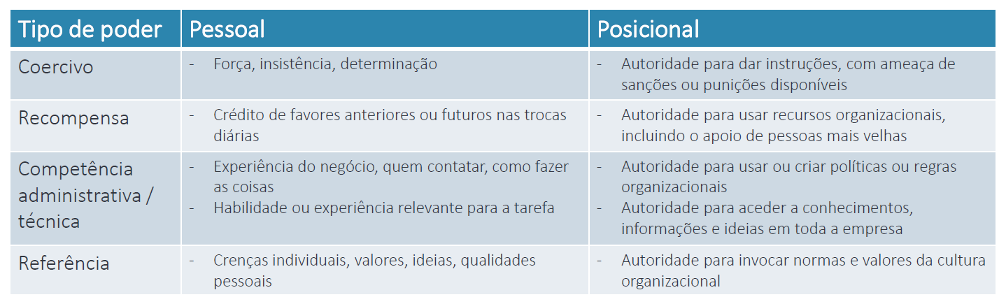 Tipo de poder
Pessoal
Posicional
Coercivo
- Força, insistência, determinação
- Autoridade para dar instruções, com ameaça de
sanções ou punições disponíveis
Recompensa
- Crédito de favores anteriores ou futuros nas trocas
diárias
- Autoridade para usar recursos organizacionais,
incluindo o apoio de pessoas mais velhas
Competência
administrativa /
técnica
- Experiência do negócio, quem contatar, como fazer
as coisas
- Habilidade ou experiência relevante para a tarefa
- Autoridade para usar ou criar políticas ou regras
organizacionais
- Autoridade para aceder a conhecimentos,
informações e ideias em toda a empresa
Referência
- Crenças individuais, valores, ideias, qualidades
pessoais
- Autoridade para invocar normas e valores da cultura
organizacional